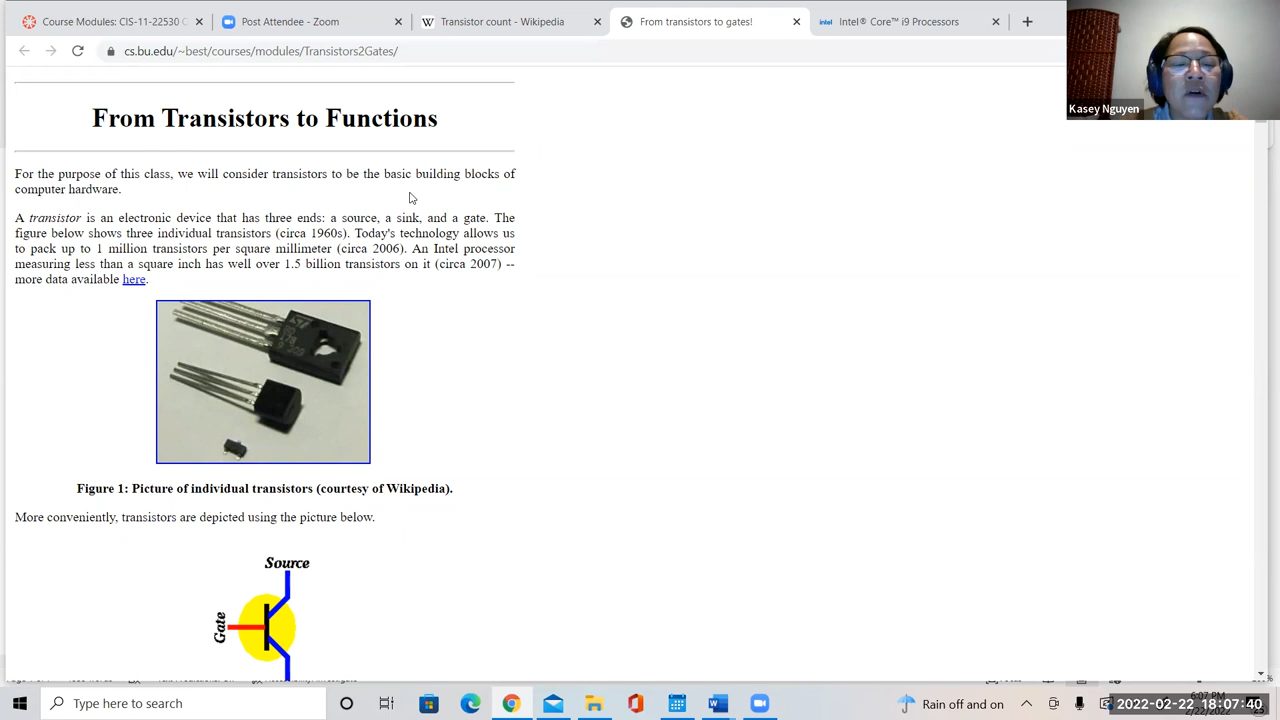 Course Modules: CIS-11-22530 C
Post Attendee - Zoom
Transistor count - Wikipedia
From transistors to gates!
intel
Intel® Core™ i9 Processors
cs.bu.edu/~best/courses/modules/Transistors2Gates/
Kasey Nguyen
From Transistors to Functions
For the purpose of this class, we will consider transistors to be the basic building blocks of
computer hardware.
A transistor is an electronic device that has three ends: a source, a sink, and a gate. The
figure below shows three individual transistors (circa 1960s). Today's technology allows us
to pack up to 1 million transistors per square millimeter (circa 2006). An Intel processor
measuring less than a square inch has well over 1.5 billion transistors on it (circa 2007) --
more data available here.
Figure 1: Picture of individual transistors (courtesy of Wikipedia).
More conveniently, transistors are depicted using the picture below.
Source
Gate
Type here to search
Rain off and on
6:07 PM
2022-02-22 18:07:40